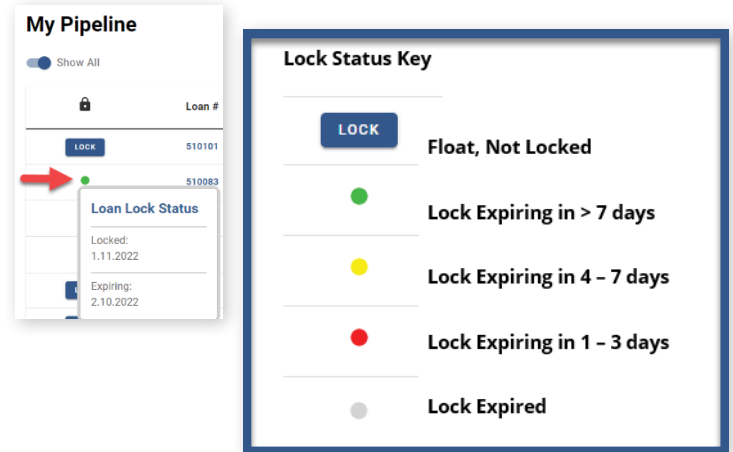 My Pipeline
Show All
Loan #
LOCK
510101
510083
Loan Lock Status
Locked:
1.11.2022
Expiring:
2.10.2022
Lock Status Key
LOCK
Float, Not Locked
Lock Expiring in > 7 days
Lock Expiring in 4 – 7 days
Lock Expiring in 1 – 3 days
Lock Expired